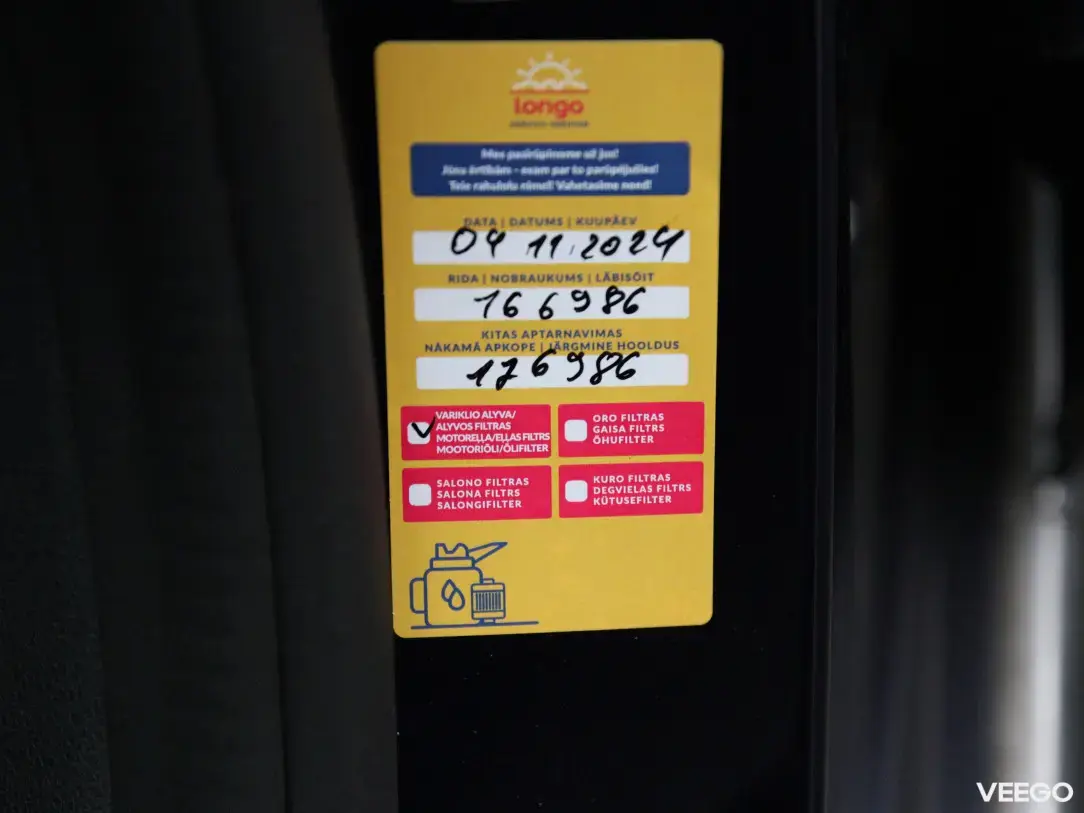 longo
Mes pasirūpinome už jus!
Jūsu ērtībām - esam par to parūpējušies!
Teie rahulolu nimel! Vahetasime need!
DATA | DATUMS | KUUPÄEV
04 11.2024
RIDA | NOBRAUKUMS | LÄBISÕIT
166986
KITAS APTARNAVIMAS
NĀKAMĀ APKOPE | JÄRGMINE HOOLDUS
176986
VARIKLIO ALYVA/
ALYVOS FILTRAS
MOTOREĻĻA/EĻĻAS FILTRS
MOOTORIÕLI/ÕLIFILTER
ORO FILTRAS
GAISA FILTRS
ÕHUFILTER
SALONO FILTRAS
SALONA FILTRS
SALONGIFILTER
KURO FILTRAS
DEGVIELAS FILTRS
KÜTUSEFILTER
VEEGO